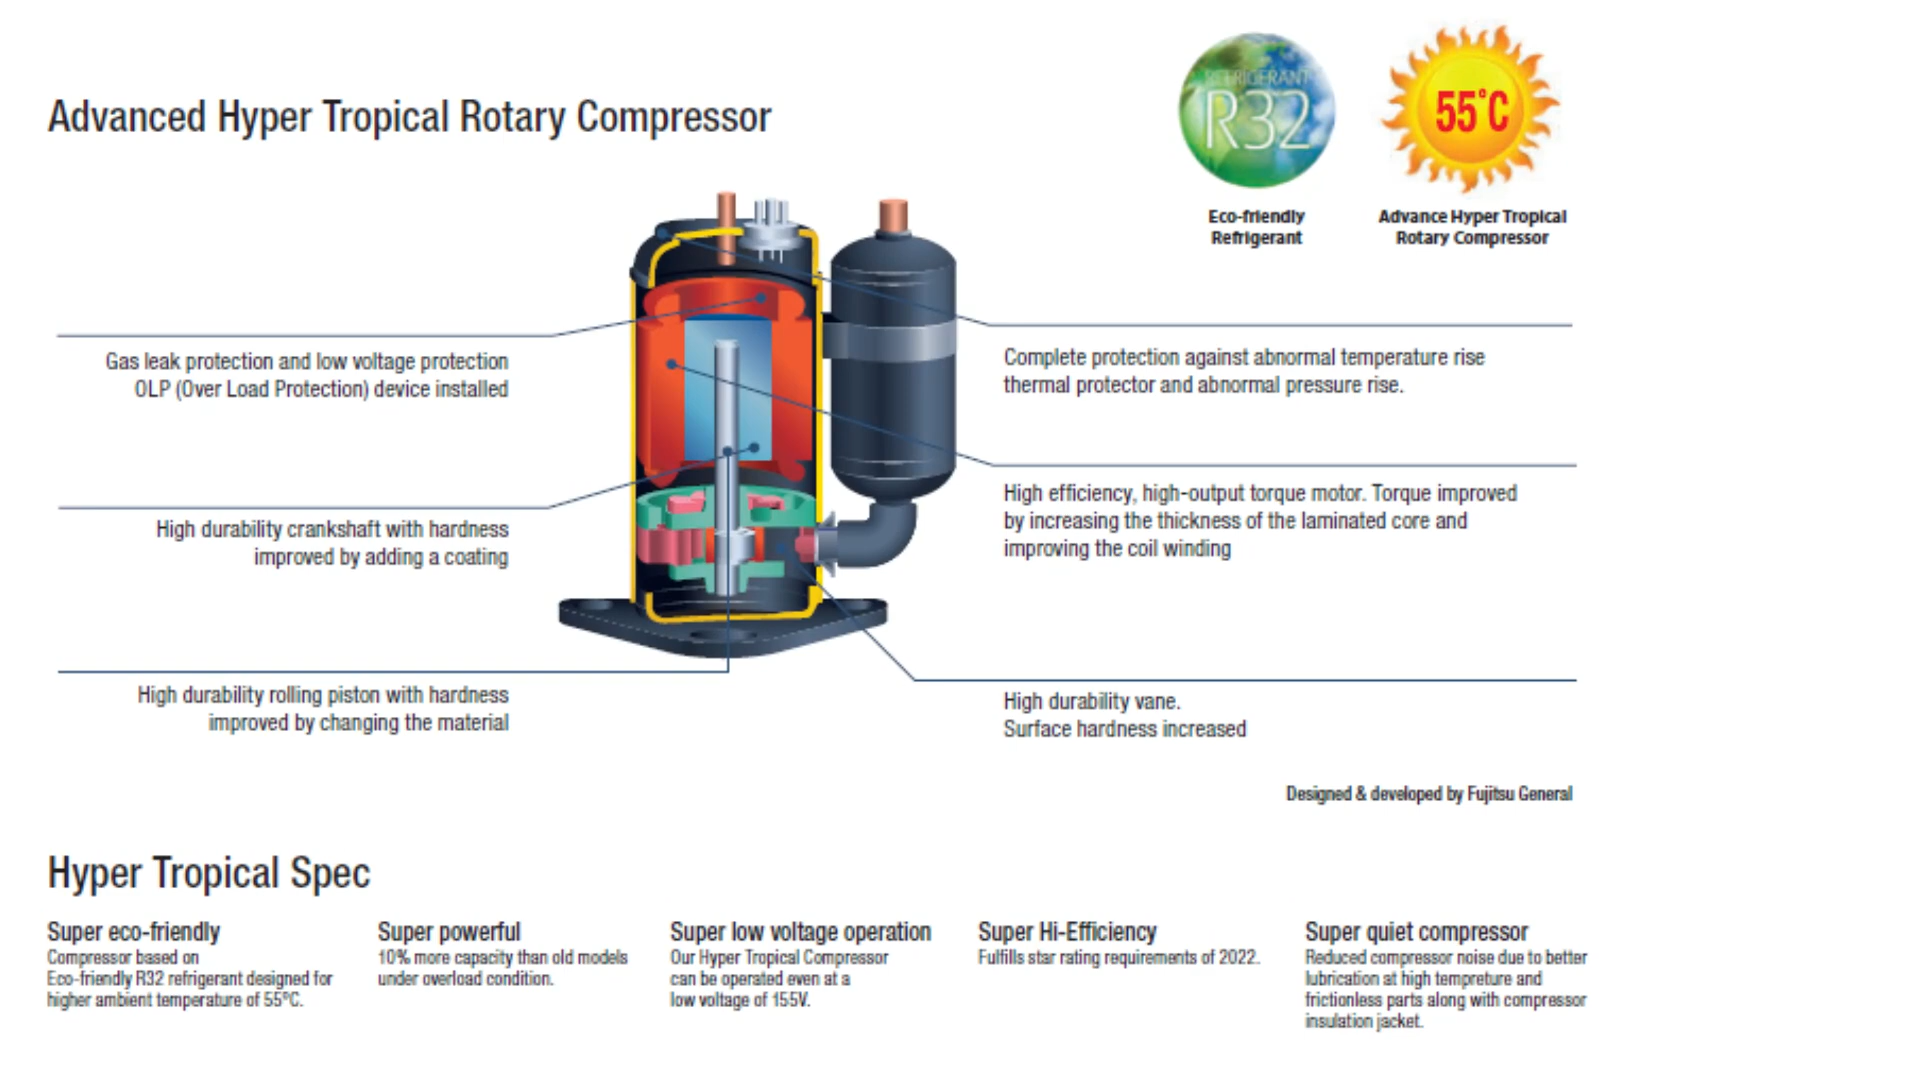 Advanced Hyper Tropical Rotary Compressor
REFRIGERANT
R32
55°C
Eco-friendly
Refrigerant
Advance Hyper Tropical
Rotary Compressor
Gas leak protection and low voltage protection
OLP (Over Load Protection) device installed
Complete protection against abnormal temperature rise
thermal protector and abnormal pressure rise.
High durability crankshaft with hardness
improved by adding a coating
High efficiency, high-output torque motor. Torque improved
by increasing the thickness of the laminated core and
improving the coil winding
High durability rolling piston with hardness
improved by changing the material
High durability vane.
Surface hardness increased
Designed & developed by Fujitsu General
Hyper Tropical Spec
Super eco-friendly
Compressor based on
Eco-friendly R32 refrigerant designed for
higher ambient temperature of 55ºC.
Super powerful
10% more capacity than old models
under overload condition.
Super low voltage operation
Our Hyper Tropical Compressor
can be operated even at a
low voltage of 155V.
Super Hi-Efficiency
Fulfills star rating requirements of 2022.
Super quiet compressor
Reduced compressor noise due to better
lubrication at high tempreture and
frictionless parts along with compressor
insulation jacket.